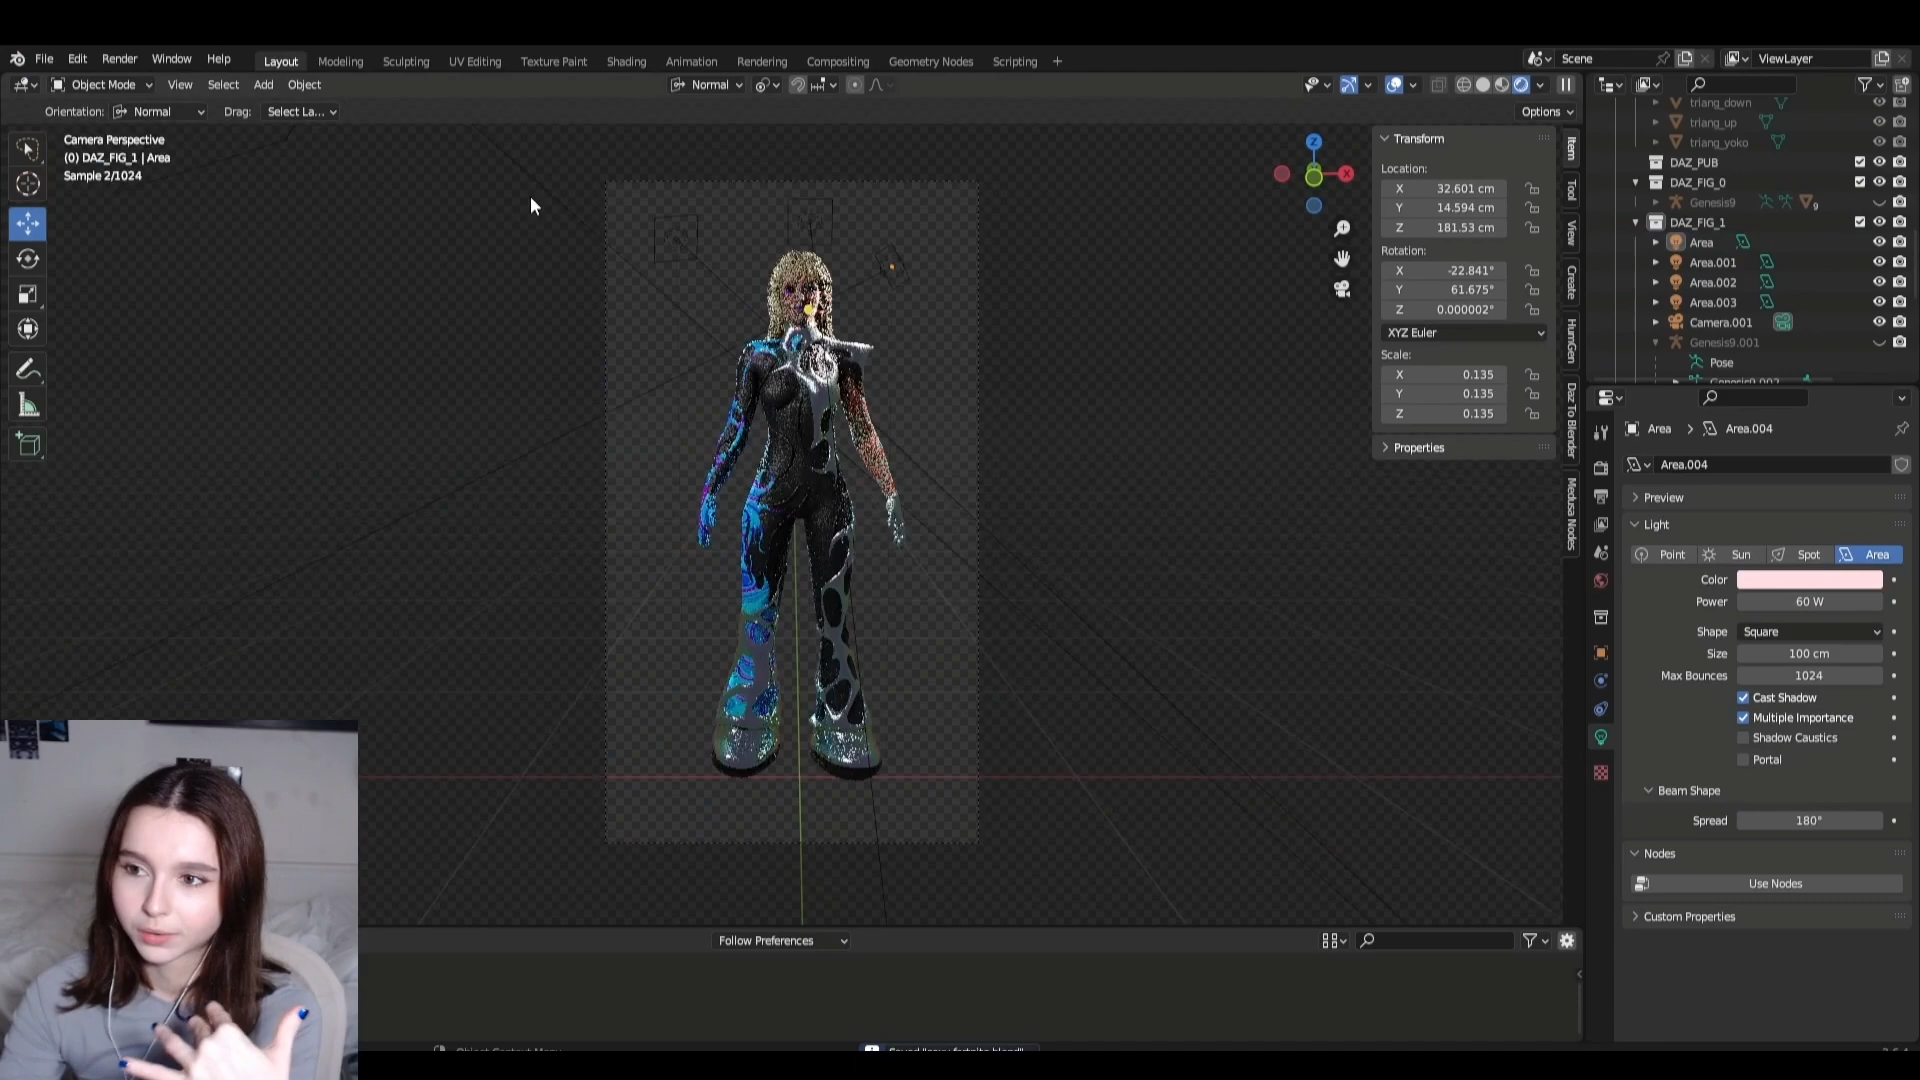 File Edit Render Window Help Layout Modeling Sculpting UV Editing Texture Paint Shading Animation Rendering Compositing Geometry Nodes Scripting + Scene ViewLayer
Object Mode View Select Add Object Normal
Orientation: Normal Drag: Select La... Options
Camera Perspective
(0) DAZ_FIG_1 | Area
Sample 2/1024
Z
X
Transform
Location:
X 32.601 cm
Y 14.594 cm
Z 181.53 cm
Rotation:
X -22.841°
Y 61.675°
Z 0.000002°
XYZ Euler
Scale:
X 0.135
Y 0.135
Z 0.135
Properties
Item
Tool
View
Create
HumGen
Daz To Blender
Medusa Nodes
triang_down
triang_up
triang_yoko
DAZ_PUB
DAZ_FIG_0
Genesis9 9
DAZ_FIG_1
Area
Area.001
Area.002
Area.003
Camera.001
Genesis9.001
Pose
Genesis9.002
Area > Area.004
Area.004
Preview
Light
Point Sun Spot Area
Color
Power 60 W
Shape Square
Size 100 cm
Max Bounces 1024
Cast Shadow
Multiple Importance
Shadow Caustics
Portal
Beam Shape
Spread 180°
Nodes
Use Nodes
Custom Properties
Follow Preferences
Object Context Menu